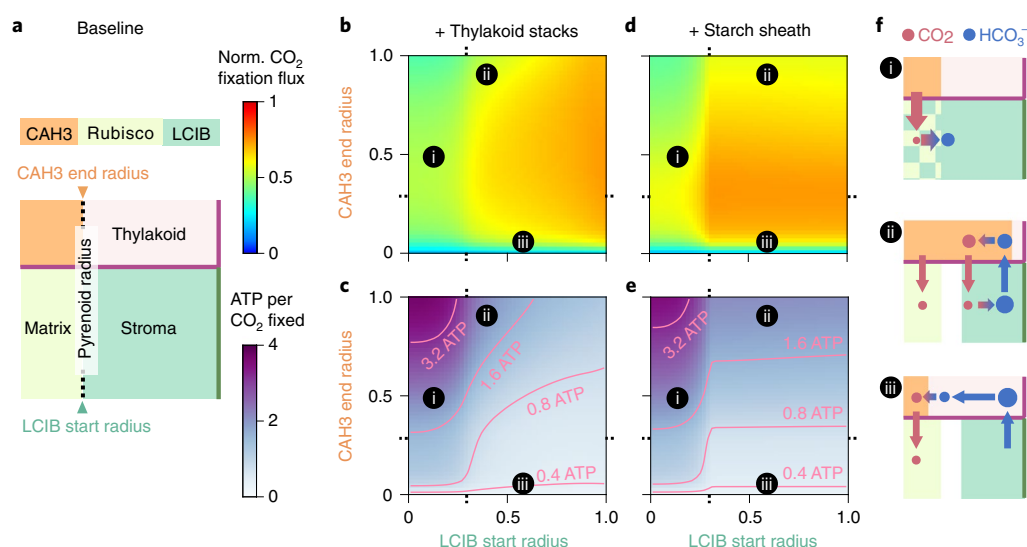 a
Baseline
Norm. CO2
fixation flux
1
0.5
0
CAH3 Rubisco LCIB
CAH3 end radius
Thylakoid
Pyrenoid radius
Matrix
Stroma
LCIB start radius
ATP per
CO2 fixed
4
2
0
b
+ Thylakoid stacks
CAH3 end radius
1.0
0.5
0
i
ii
iii
d
+ Starch sheath
i
ii
iii
c
CAH3 end radius
1.0
0.5
0
3.2 ATP
1.6 ATP
0.8 ATP
0.4 ATP
i
ii
iii
0 0.5 1.0
LCIB start radius
e
3.2 ATP
1.6 ATP
0.8 ATP
0.4 ATP
i
ii
iii
0 0.5 1.0
LCIB start radius
f
CO2 HCO3−
i
ii
iii